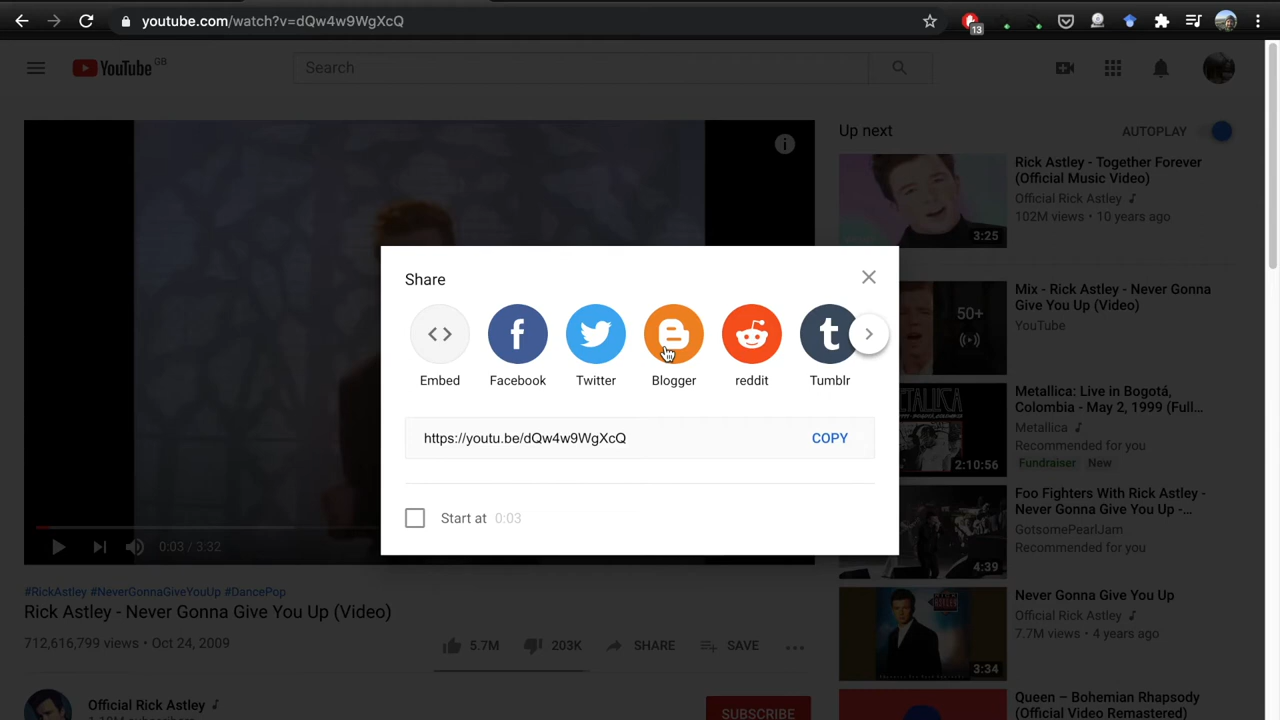 youtube.com/watch?v=dQw4w9WgXcQ
13
YouTube GB
Search
Up next
AUTOPLAY
Rick Astley - Together Forever
(Official Music Video)
Official Rick Astley
102M views • 10 years ago
3:25
Mix - Rick Astley - Never Gonna
Give You Up (Video)
YouTube
50+
Metallica: Live in Bogotá,
Colombia - May 2, 1999 (Full...
Metallica
Recommended for you
Fundraiser New
2:10:56
Foo Fighters With Rick Astley -
Never Gonna Give You Up -...
GotsomePearlJam
Recommended for you
4:39
Never Gonna Give You Up
Official Rick Astley
7.7M views • 4 years ago
3:34
Queen – Bohemian Rhapsody
(Official Video Remastered)
Share
Embed
Facebook
Twitter
Blogger
reddit
Tumblr
https://youtu.be/dQw4w9WgXcQ
COPY
Start at 0:03
0:03 / 3:32
#RickAstley #NeverGonnaGiveYouUp #DancePop
Rick Astley - Never Gonna Give You Up (Video)
712,616,799 views • Oct 24, 2009
5.7M
203K
SHARE
SAVE
Official Rick Astley
SUBSCRIBE